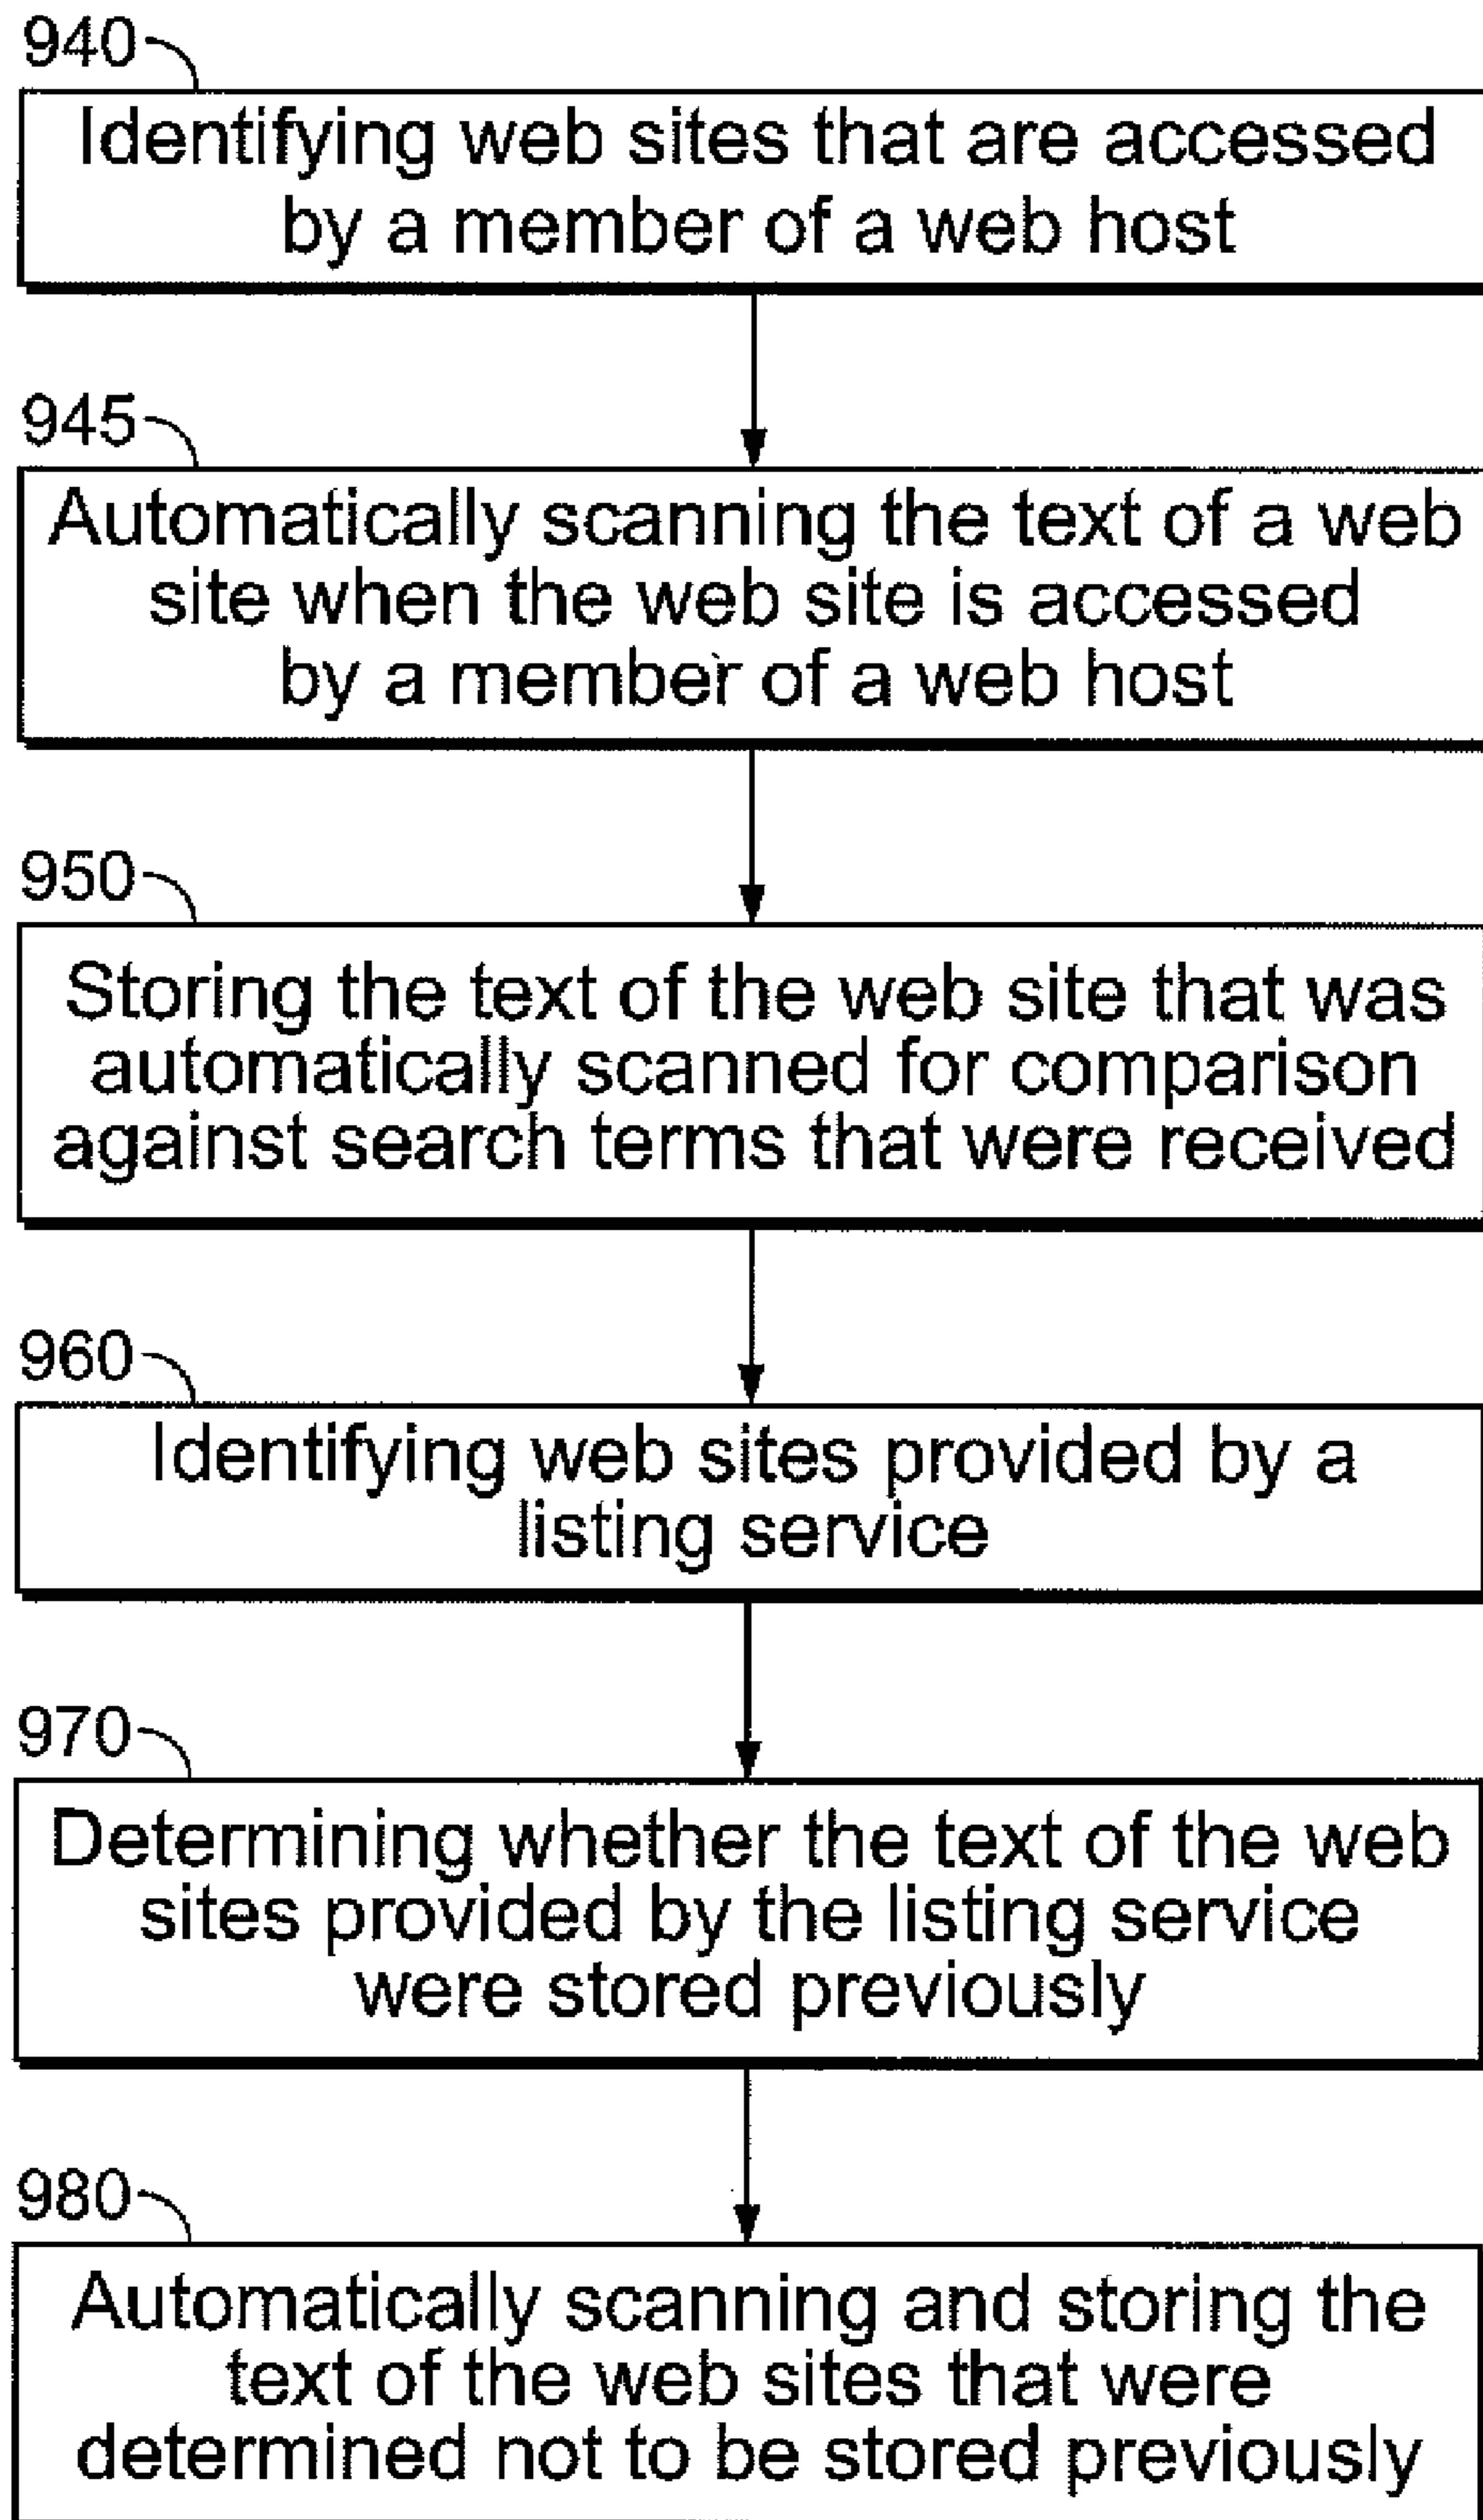 940
Identifying web sites that are accessed
by a member of a web host
945
Automatically scanning the text of a web
site when the web site is accessed
by a member of a web host
950
Storing the text of the web site that was
automatically scanned for comparison
against search terms that were received
960
Identifying web sites provided by a
listing service
970
Determining whether the text of the web
sites provided by the listing service
were stored previously
980
Automatically scanning and storing the
text of the web sites that were
determined not to be stored previously